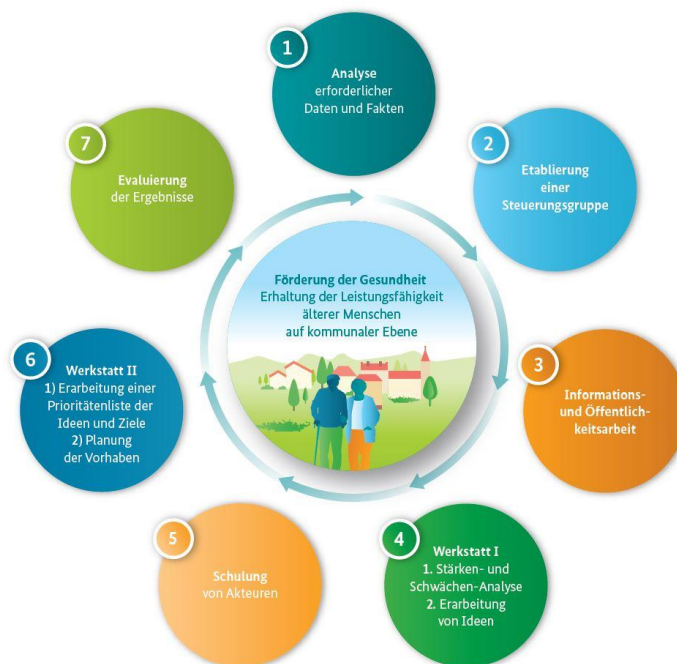 1
Analyse
erforderlicher
Daten und Fakten
2
Etablierung
einer
Steuerungsgruppe
3
Informations-
und Öffentlich-
keitsarbeit
4
Werkstatt I
1. Stärken- und
Schwächen-Analyse
2. Erarbeitung
von Ideen
5
Schulung
von Akteuren
6
Werkstatt II
1) Erarbeitung einer
Prioritätenliste der
Ideen und Ziele
2) Planung
der Vorhaben
7
Evaluierung
der Ergebnisse
Förderung der Gesundheit
Erhaltung der Leistungsfähigkeit
älterer Menschen
auf kommunaler Ebene